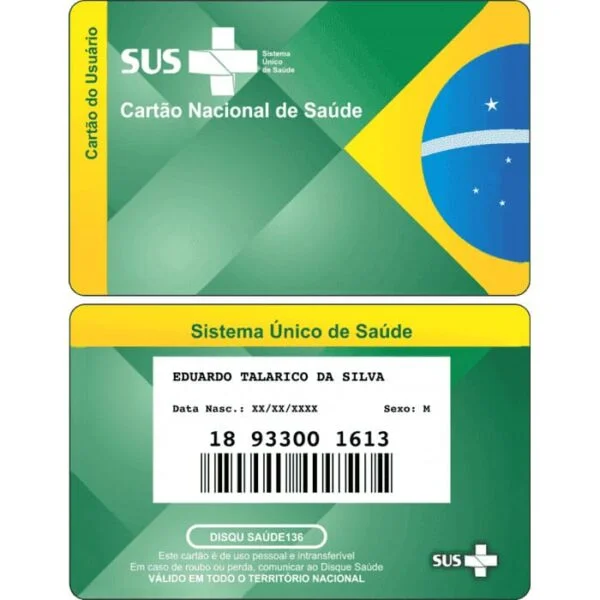 Cartão do Usuário
SUS
Sistema
Único
de Saúde
Cartão Nacional de Saúde
Sistema Único de Saúde
EDUARDO TALARICO DA SILVA
Data Nasc.: XX/XX/XXXX Sexo: M
18 93300 1613
DISQU SAÚDE136
Este cartão é de uso pessoal e instransferível
Em caso de roubo ou perda, comunicar ao Disque Saúde
VÁLIDO EM TODO O TERRITÓRIO NACIONAL
SUS